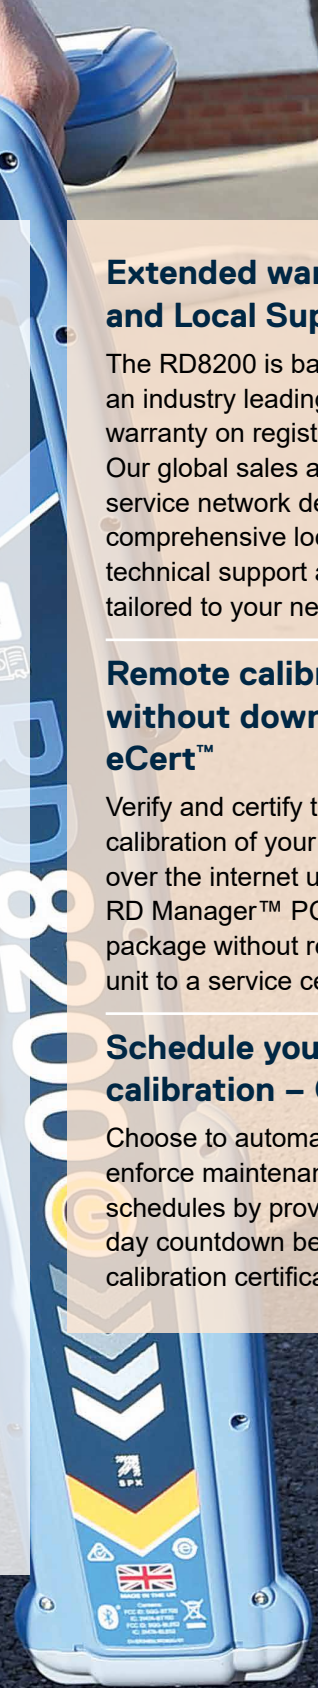 Extended war
and Local Sup
The RD8200 is ba
an industry leading
warranty on regist
Our global sales a
service network de
comprehensive loc
technical support a
tailored to your ne
Remote calibr
without down
eCert™
Verify and certify t
calibration of your
over the internet u
RD Manager™ PC
package without re
unit to a service ce
Schedule you
calibration –
Choose to automa
enforce maintenan
schedules by prov
day countdown be
calibration certifica
RD8200
G
SPX
MADE IN THE UK
Contains: